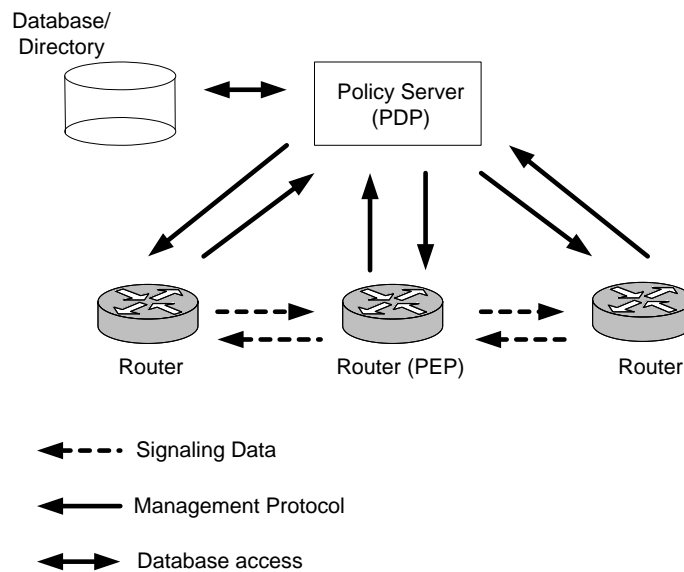 Database/
Directory
Policy Server
(PDP)
Router
Router (PEP)
Router
Signaling Data
Management Protocol
Database access